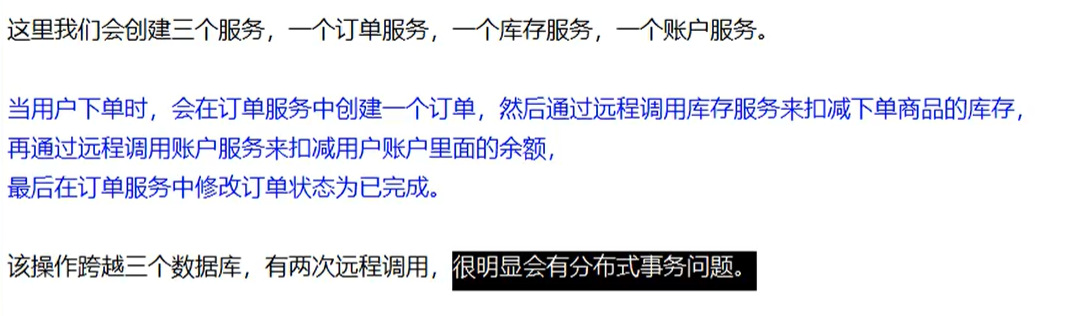 这里我们会创建三个服务，一个订单服务，一个库存服务，一个账户服务。
当用户下单时，会在订单服务中创建一个订单，然后通过远程调用库存服务来扣减下单商品的库存，
再通过远程调用账户服务来扣减用户账户里面的余额，
最后在订单服务中修改订单状态为已完成。
该操作跨越三个数据库，有两次远程调用，很明显会有分布式事务问题。